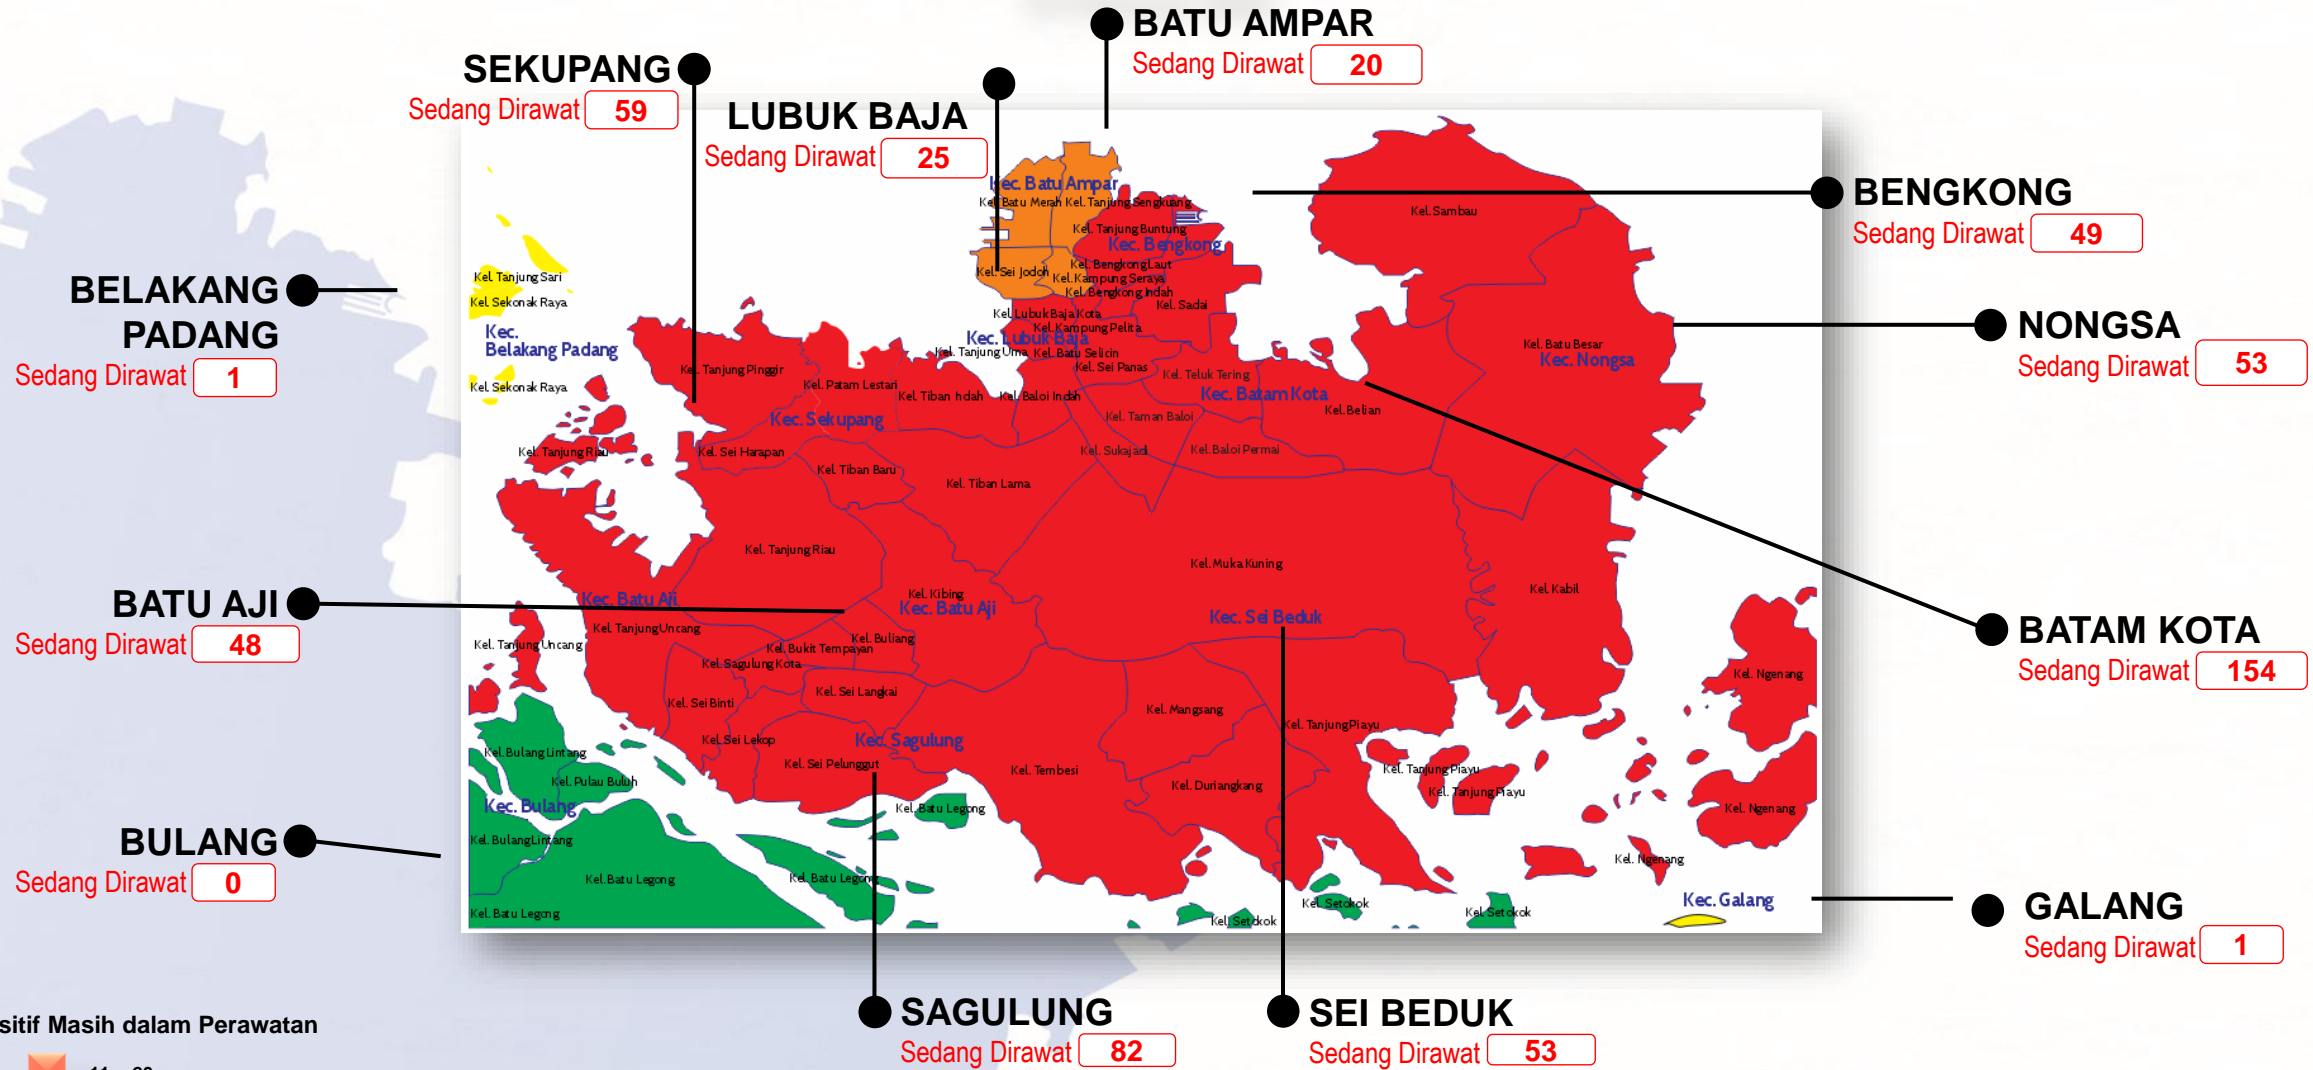 BATU AMPAR
Sedang Dirawat 20
SEKUPANG
Sedang Dirawat 59
LUBUK BAJA
Sedang Dirawat 25
BENGKONG
Sedang Dirawat 49
BELAKANG
PADANG
Sedang Dirawat 1
NONGSA
Sedang Dirawat 53
BATU AJI
Sedang Dirawat 48
BATAM KOTA
Sedang Dirawat 154
BULANG
Sedang Dirawat 0
GALANG
Sedang Dirawat 1
SAGULUNG
Sedang Dirawat 82
SEI BEDUK
Sedang Dirawat 53
sitif Masih dalam Perawatan
Kec. Batu Ampar
Kel. Batu Merah
Kel. Tanjung Sengkuang
Kel. Tanjung Buntung
Kec. Bengkong
Kel. Sei Jodoh
Kel. Bengkong Laut
Kel. Kampung Seraya
Kel. Bengkong Indah
Kel. Sadai
Kel. Sambau
Kel. Tanjung Sari
Kel. Sekonak Raya
Kec.
Belakang Padang
Kel. Sekonak Raya
Kel. Lubuk Baja Kota
Kel. Kampung Pelita
Kec. Lubuk Baja
Kel. Tanjung Uma
Kel. Batu Selicin
Kel. Sei Panas
Kel. Teluk Tering
Kel. Batu Besar
Kec. Nongsa
Kel. Tanjung Pinggir
Kel. Patam Lestari
Kel. Tiban Indah
Kel. Baloi Indah
Kec. Batam Kota
Kel. Belian
Kec. Sekupang
Kel. Taman Baloi
Kel. Tanjung Riau
Kel. Sei Harapan
Kel. Tiban Baru
Kel. Tiban Lama
Kel. Sukajadi
Kel. Baloi Permai
Kel. Tanjung Riau
Kel. Muka Kuning
Kel. Kabil
Kec. Batu Aji
Kel. Kibing
Kec. Batu Aji
Kec. Sei Beduk
Kel. Tanjung Uncang
Kel. Tanjung Uncang
Kel. Buliang
Kel. Bukit Tempayan
Kel. Sagulung Kota
Kel. Sei Langkai
Kel. Sei Binti
Kel. Mangsang
Kel. Tanjung Piayu
Kel. Ngenang
Kel. Sei Lekop
Kec. Sagulung
Kel. Sei Pelunggut
Kel. Tembesi
Kel. Duriangkang
Kel. Tanjung Piayu
Kel. Tanjung Piayu
Kel. Ngenang
Kel. Bulang Lintang
Kel. Pulau Buluh
Kec. Bulang
Kel. Batu Legong
Kel. Bulang Lintang
Kel. Batu Legong
Kel. Batu Legong
Kel. Batu Legong
Kel. Ngenang
Kel. Setokok
Kel. Setokok
Kel. Setokok
Kec. Galang